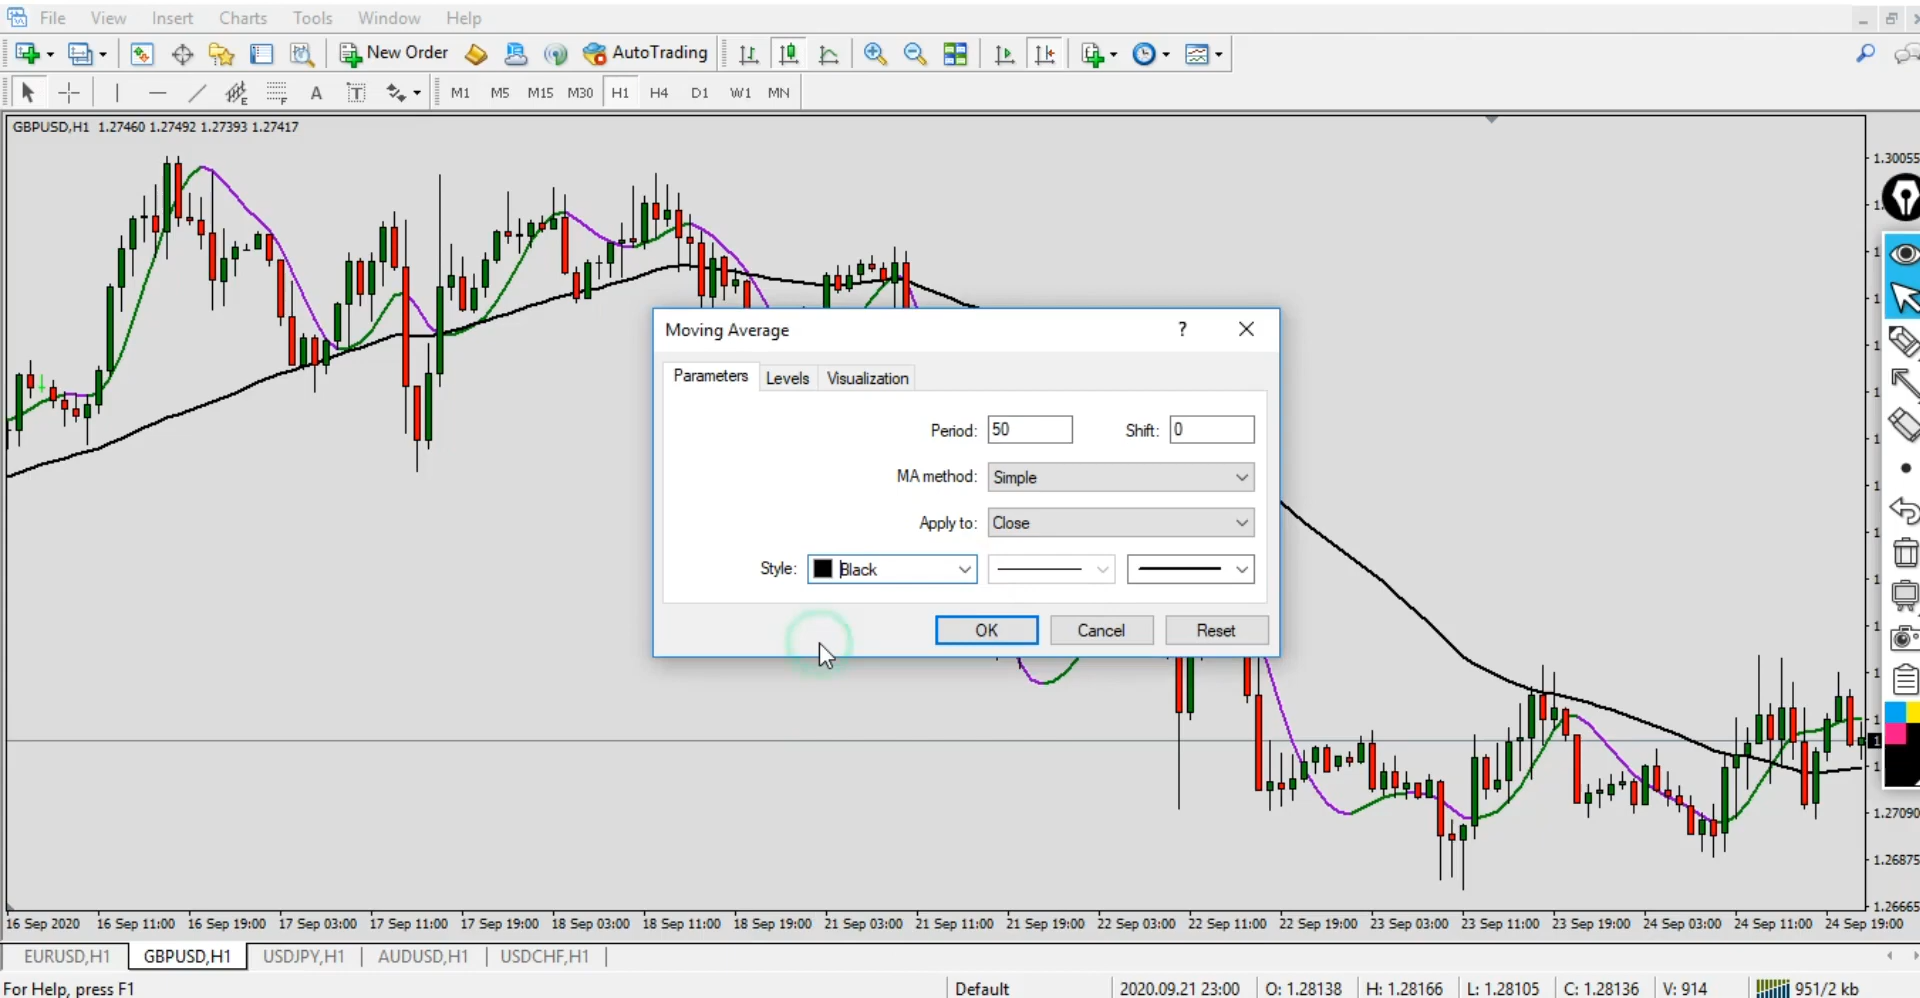 File View Insert Charts Tools Window Help
New Order AutoTrading
A T M1 M5 M15 M30 H1 H4 D1 W1 MN
GBPUSD,H1 1.27460 1.27492 1.27393 1.27417
1.30055
Moving Average ?
Parameters Levels Visualization
Period: 50 Shift: 0
MA method: Simple
Apply to: Close
Style: Black
OK Cancel Reset
1.27090
1.26875
1.26665
16 Sep 2020 16 Sep 11:00 16 Sep 19:00 17 Sep 03:00 17 Sep 11:00 17 Sep 19:00 18 Sep 03:00 18 Sep 11:00 18 Sep 19:00 21 Sep 03:00 21 Sep 11:00 21 Sep 19:00 22 Sep 03:00 22 Sep 11:00 22 Sep 19:00 23 Sep 03:00 23 Sep 11:00 23 Sep 19:00 24 Sep 03:00 24 Sep 11:00 24 Sep 19:00
EURUSD,H1 GBPUSD,H1 USDJPY,H1 AUDUSD,H1 USDCHF,H1
For Help, press F1 Default 2020.09.21 23:00 O: 1.28138 H: 1.28166 L: 1.28105 C: 1.28136 V: 914 951/2 kb